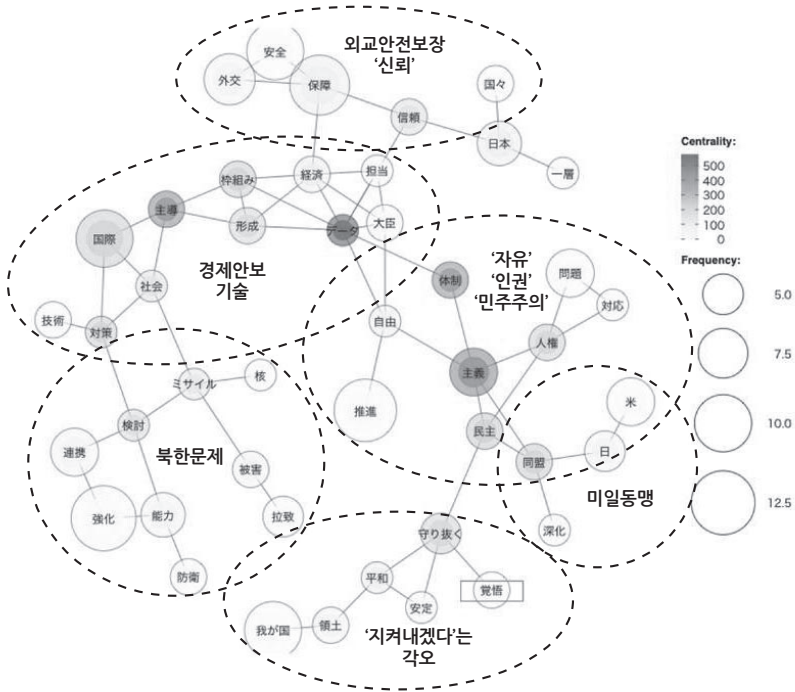 安全
外交
保障
외교안전보장
‘신뢰’
国々
信頼
日本
一層
枠組み
経済
担当
主導
形成
データ
大臣
国際
社会
경제안보
기술
技術
対策
体制
‘자유’
‘인권’
‘민주주의’
問題
対応
自由
人権
主義
推進
民主
ミサイル
核
検討
連携
북한문제
被害
強化
能力
拉致
防衛
米
日
同盟
미일동맹
深化
守り抜く
平和
覚悟
安定
我が国
領土
‘지켜내겠다’는
각오
Centrality:
500
400
300
200
100
0
Frequency:
5.0
7.5
10.0
12.5